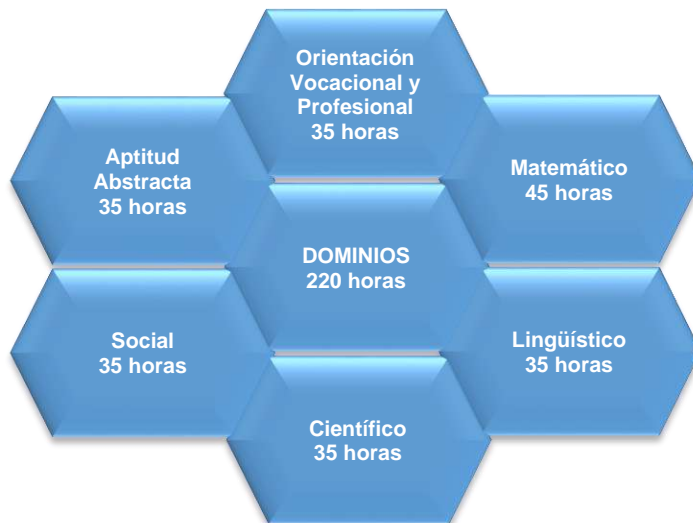 Orientación
Vocacional y
Profesional
35 horas
Aptitud
Abstracta
35 horas
Matemático
45 horas
DOMINIOS
220 horas
Social
35 horas
Lingüístico
35 horas
Científico
35 horas